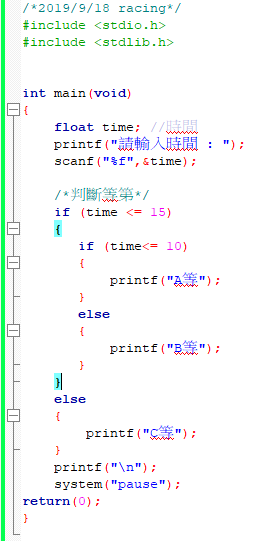 /*2019/9/18 racing*/
#include <stdio.h>
#include <stdlib.h>
int main(void)
{
float time; //時間
printf("請輸入時間 : ");
scanf("%f",&time);
/*判斷等第*/
if (time <= 15)
{
if (time<= 10)
{
printf("A等");
}
else
{
printf("B等");
}
}
else
{
printf("C等");
}
printf("\n");
system("pause");
return(0);
}